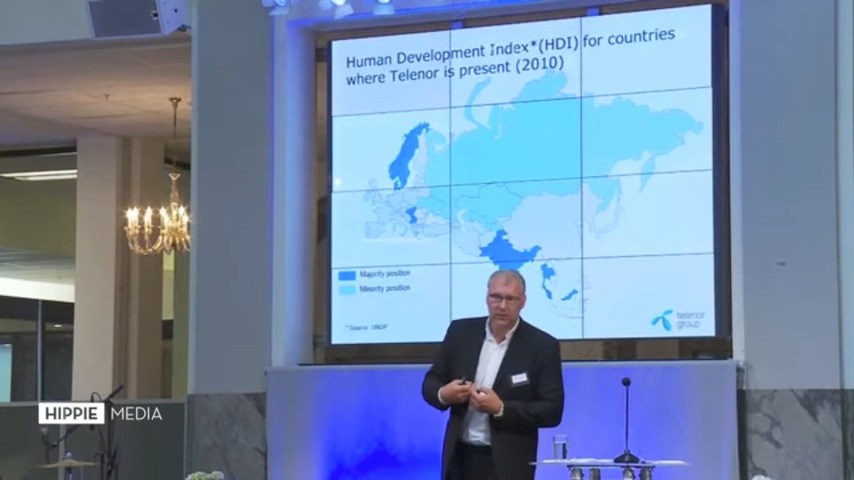 Human Development Index*(HDI) for countries
where Telenor is present (2010)
Majority position
Minority position
* Source: UNDP
telenor
group
HIPPIE MEDIA